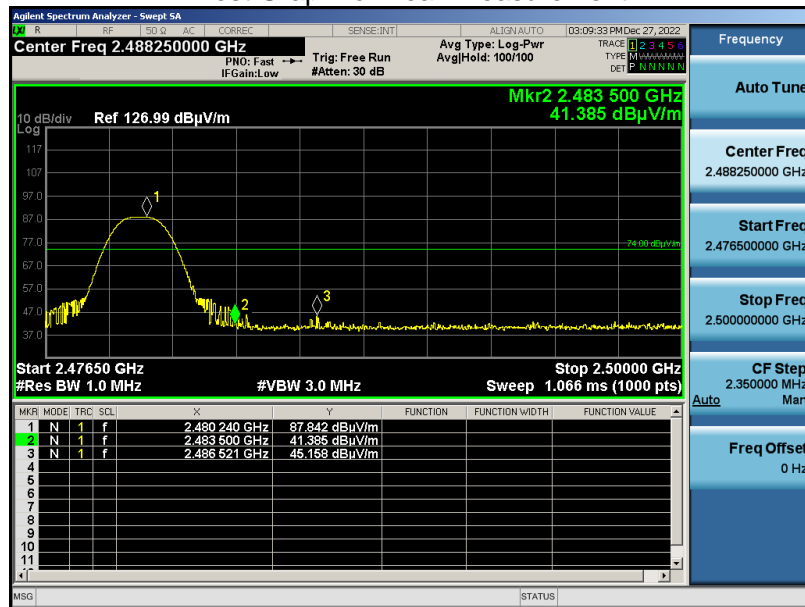 Agilent Spectrum Analyzer - Swept SA
LXI R RF 50 Ω AC CORREC SENSE:INT ALIGN AUTO 03:09:33 PM Dec 27, 2022
Center Freq 2.488250000 GHz
PNO: Fast
IFGain:Low
Trig: Free Run
#Atten: 30 dB
Avg Type: Log-Pwr
Avg|Hold: 100/100
TRACE 1 2 3 4 5 6
TYPE M
DET P N N N N N
Mkr2 2.483 500 GHz
41.385 dBµV/m
10 dB/div Ref 126.99 dBµV/m
Log
117
107
97.0
87.0
77.0
67.0
57.0
47.0
37.0
1
2
3
74.00 dBµV/m
Start 2.47650 GHz Stop 2.50000 GHz
#Res BW 1.0 MHz #VBW 3.0 MHz Sweep 1.066 ms (1000 pts)
MKR MODE TRC SCL X Y FUNCTION FUNCTION WIDTH FUNCTION VALUE
1 N 1 f 2.480 240 GHz 87.842 dBµV/m
2 N 1 f 2.483 500 GHz 41.385 dBµV/m
3 N 1 f 2.486 521 GHz 45.158 dBµV/m
4
5
6
7
8
9
10
11
MSG STATUS
Frequency
Auto Tune
Center Freq
2.488250000 GHz
Start Freq
2.476500000 GHz
Stop Freq
2.500000000 GHz
CF Step
2.350000 MHz
Auto Man
Freq Offset
0 Hz